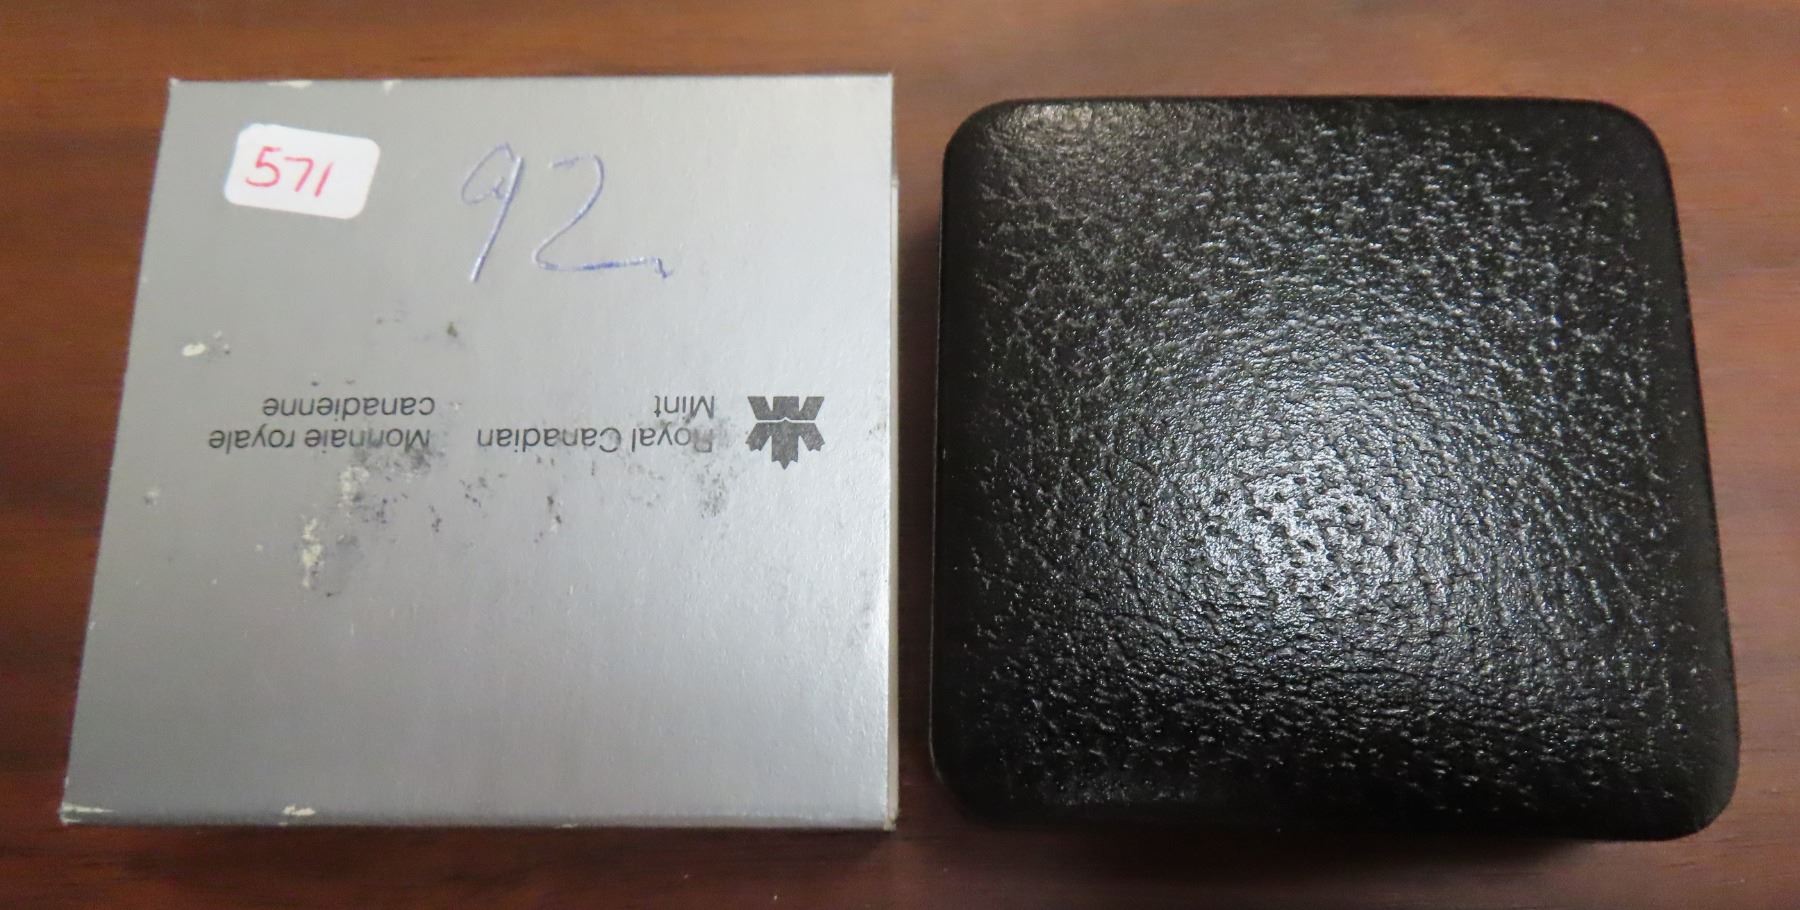 571
92
Royal Canadian
Mint
Monnaie royale
canadienne